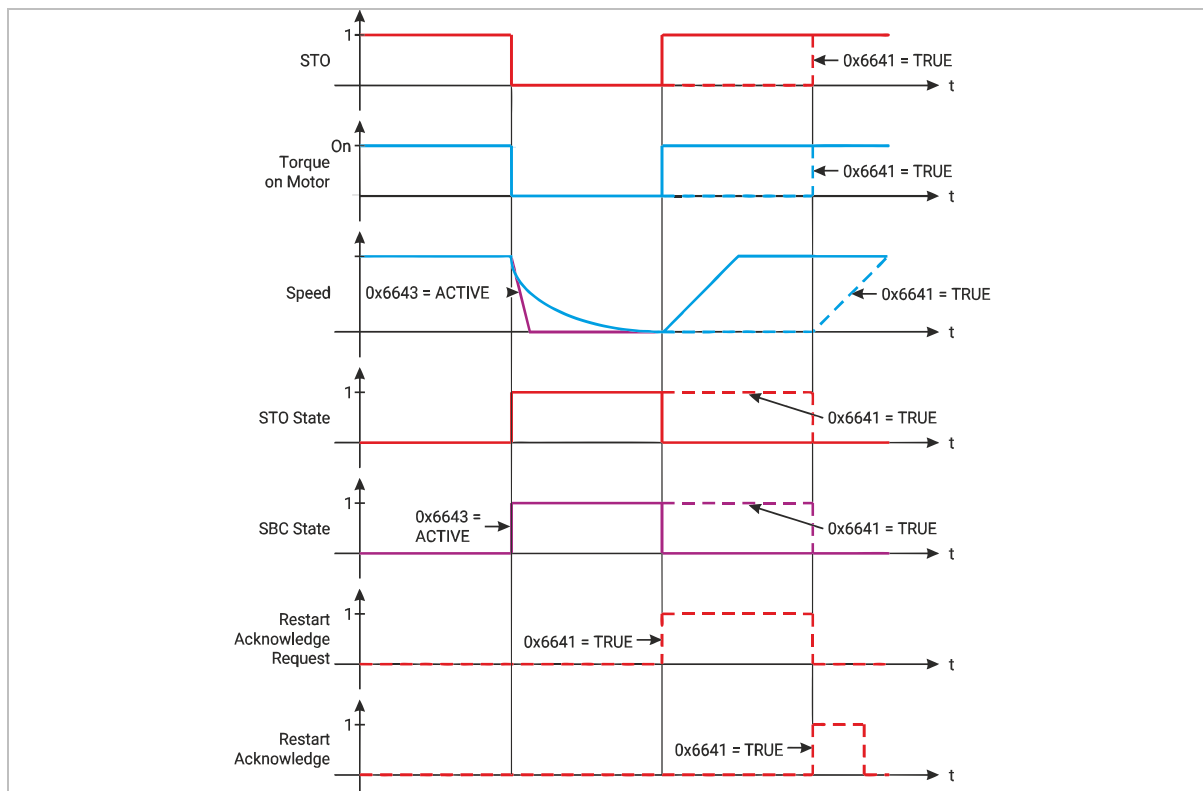 1
STO
0x6641 = TRUE
t
On
Torque
on Motor
0x6641 = TRUE
t
Speed
0x6643 = ACTIVE
0x6641 = TRUE
t
1
STO State
0x6641 = TRUE
t
1
SBC State
0x6643 =
ACTIVE
0x6641 = TRUE
t
1
Restart
Acknowledge
Request
0x6641 = TRUE
t
1
Restart
Acknowledge
0x6641 = TRUE
t